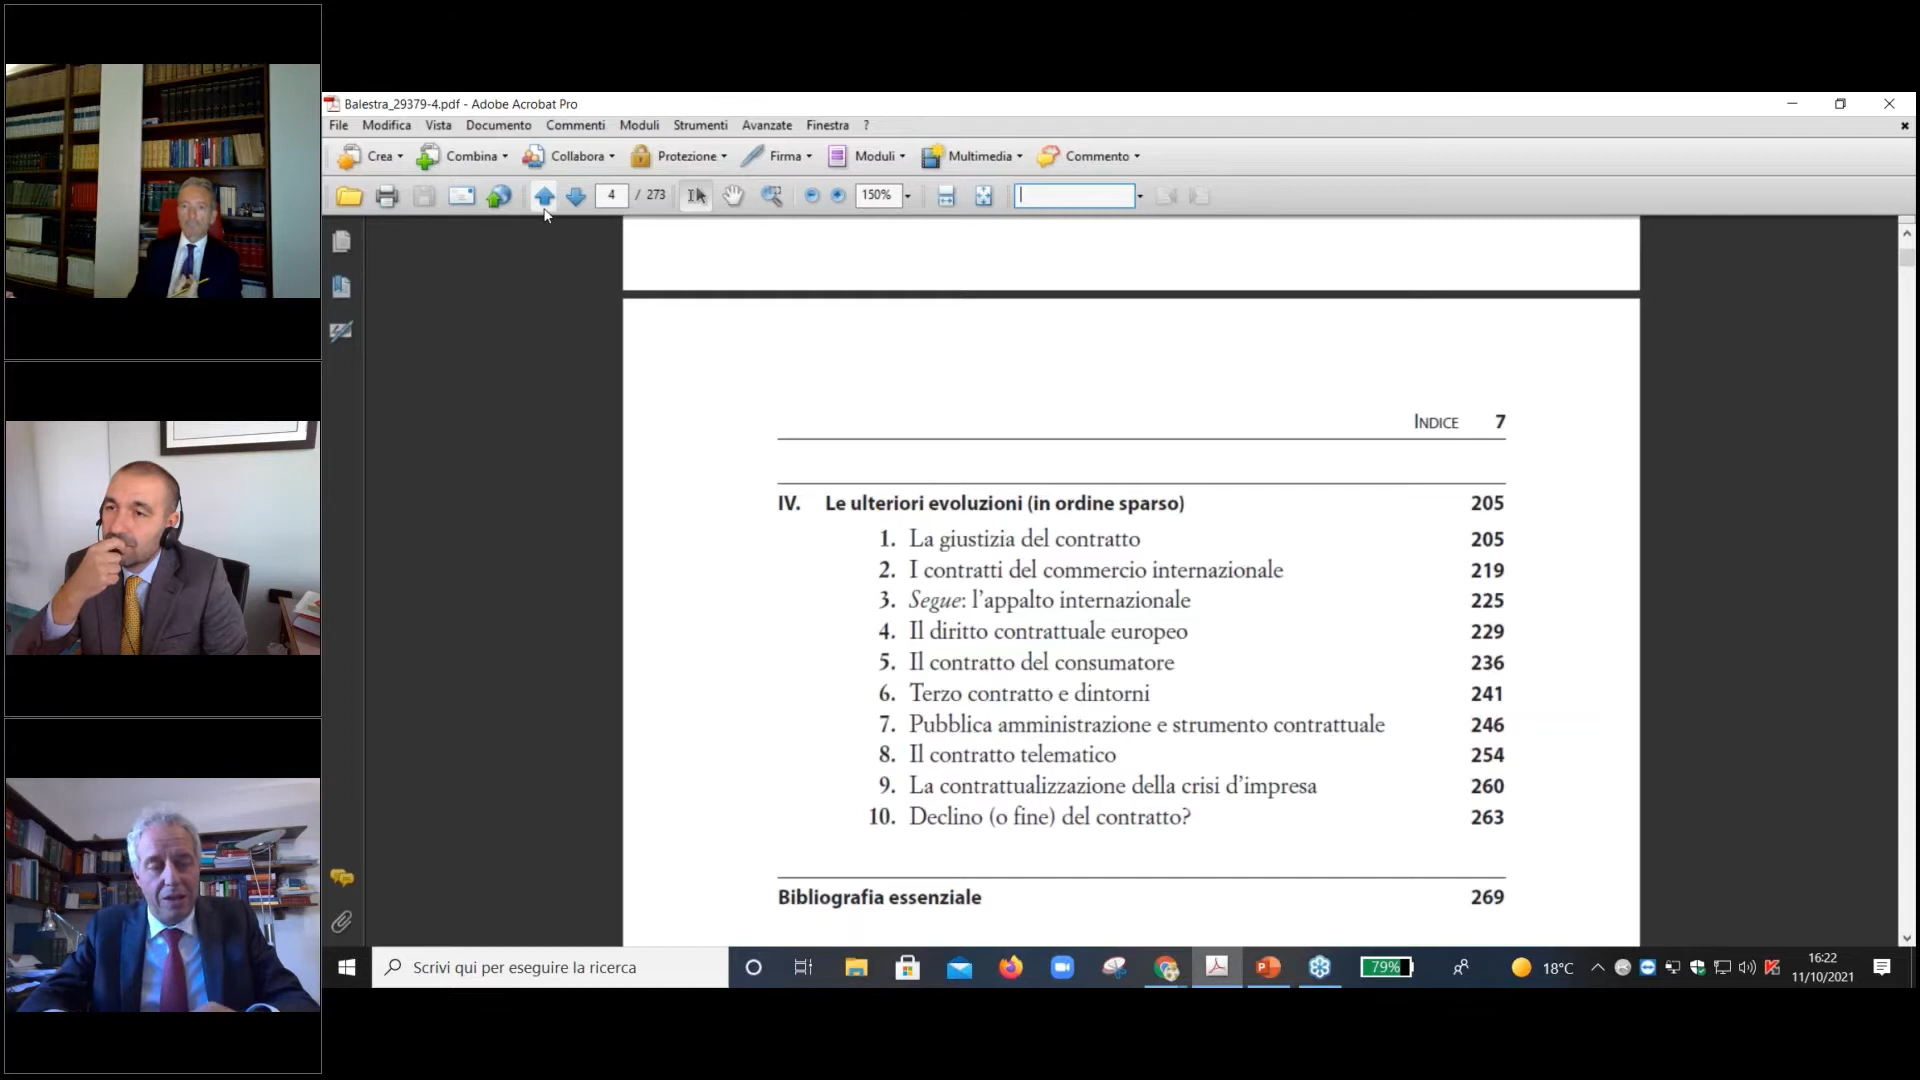 Balestra_29379-4.pdf - Adobe Acrobat Pro
File Modifica Vista Documento Commenti Moduli Strumenti Avanzate Finestra ?
Crea Combina Collabora Protezione Firma Moduli Multimedia Commento
4 / 273 150%
INDICE 7
IV. Le ulteriori evoluzioni (in ordine sparso) 205
1. La giustizia del contratto 205
2. I contratti del commercio internazionale 219
3. Segue: l’appalto internazionale 225
4. Il diritto contrattuale europeo 229
5. Il contratto del consumatore 236
6. Terzo contratto e dintorni 241
7. Pubblica amministrazione e strumento contrattuale 246
8. Il contratto telematico 254
9. La contrattualizzazione della crisi d’impresa 260
10. Declino (o fine) del contratto? 263
Bibliografia essenziale 269
Scrivi qui per eseguire la ricerca
79%
18°C
16:22
11/10/2021